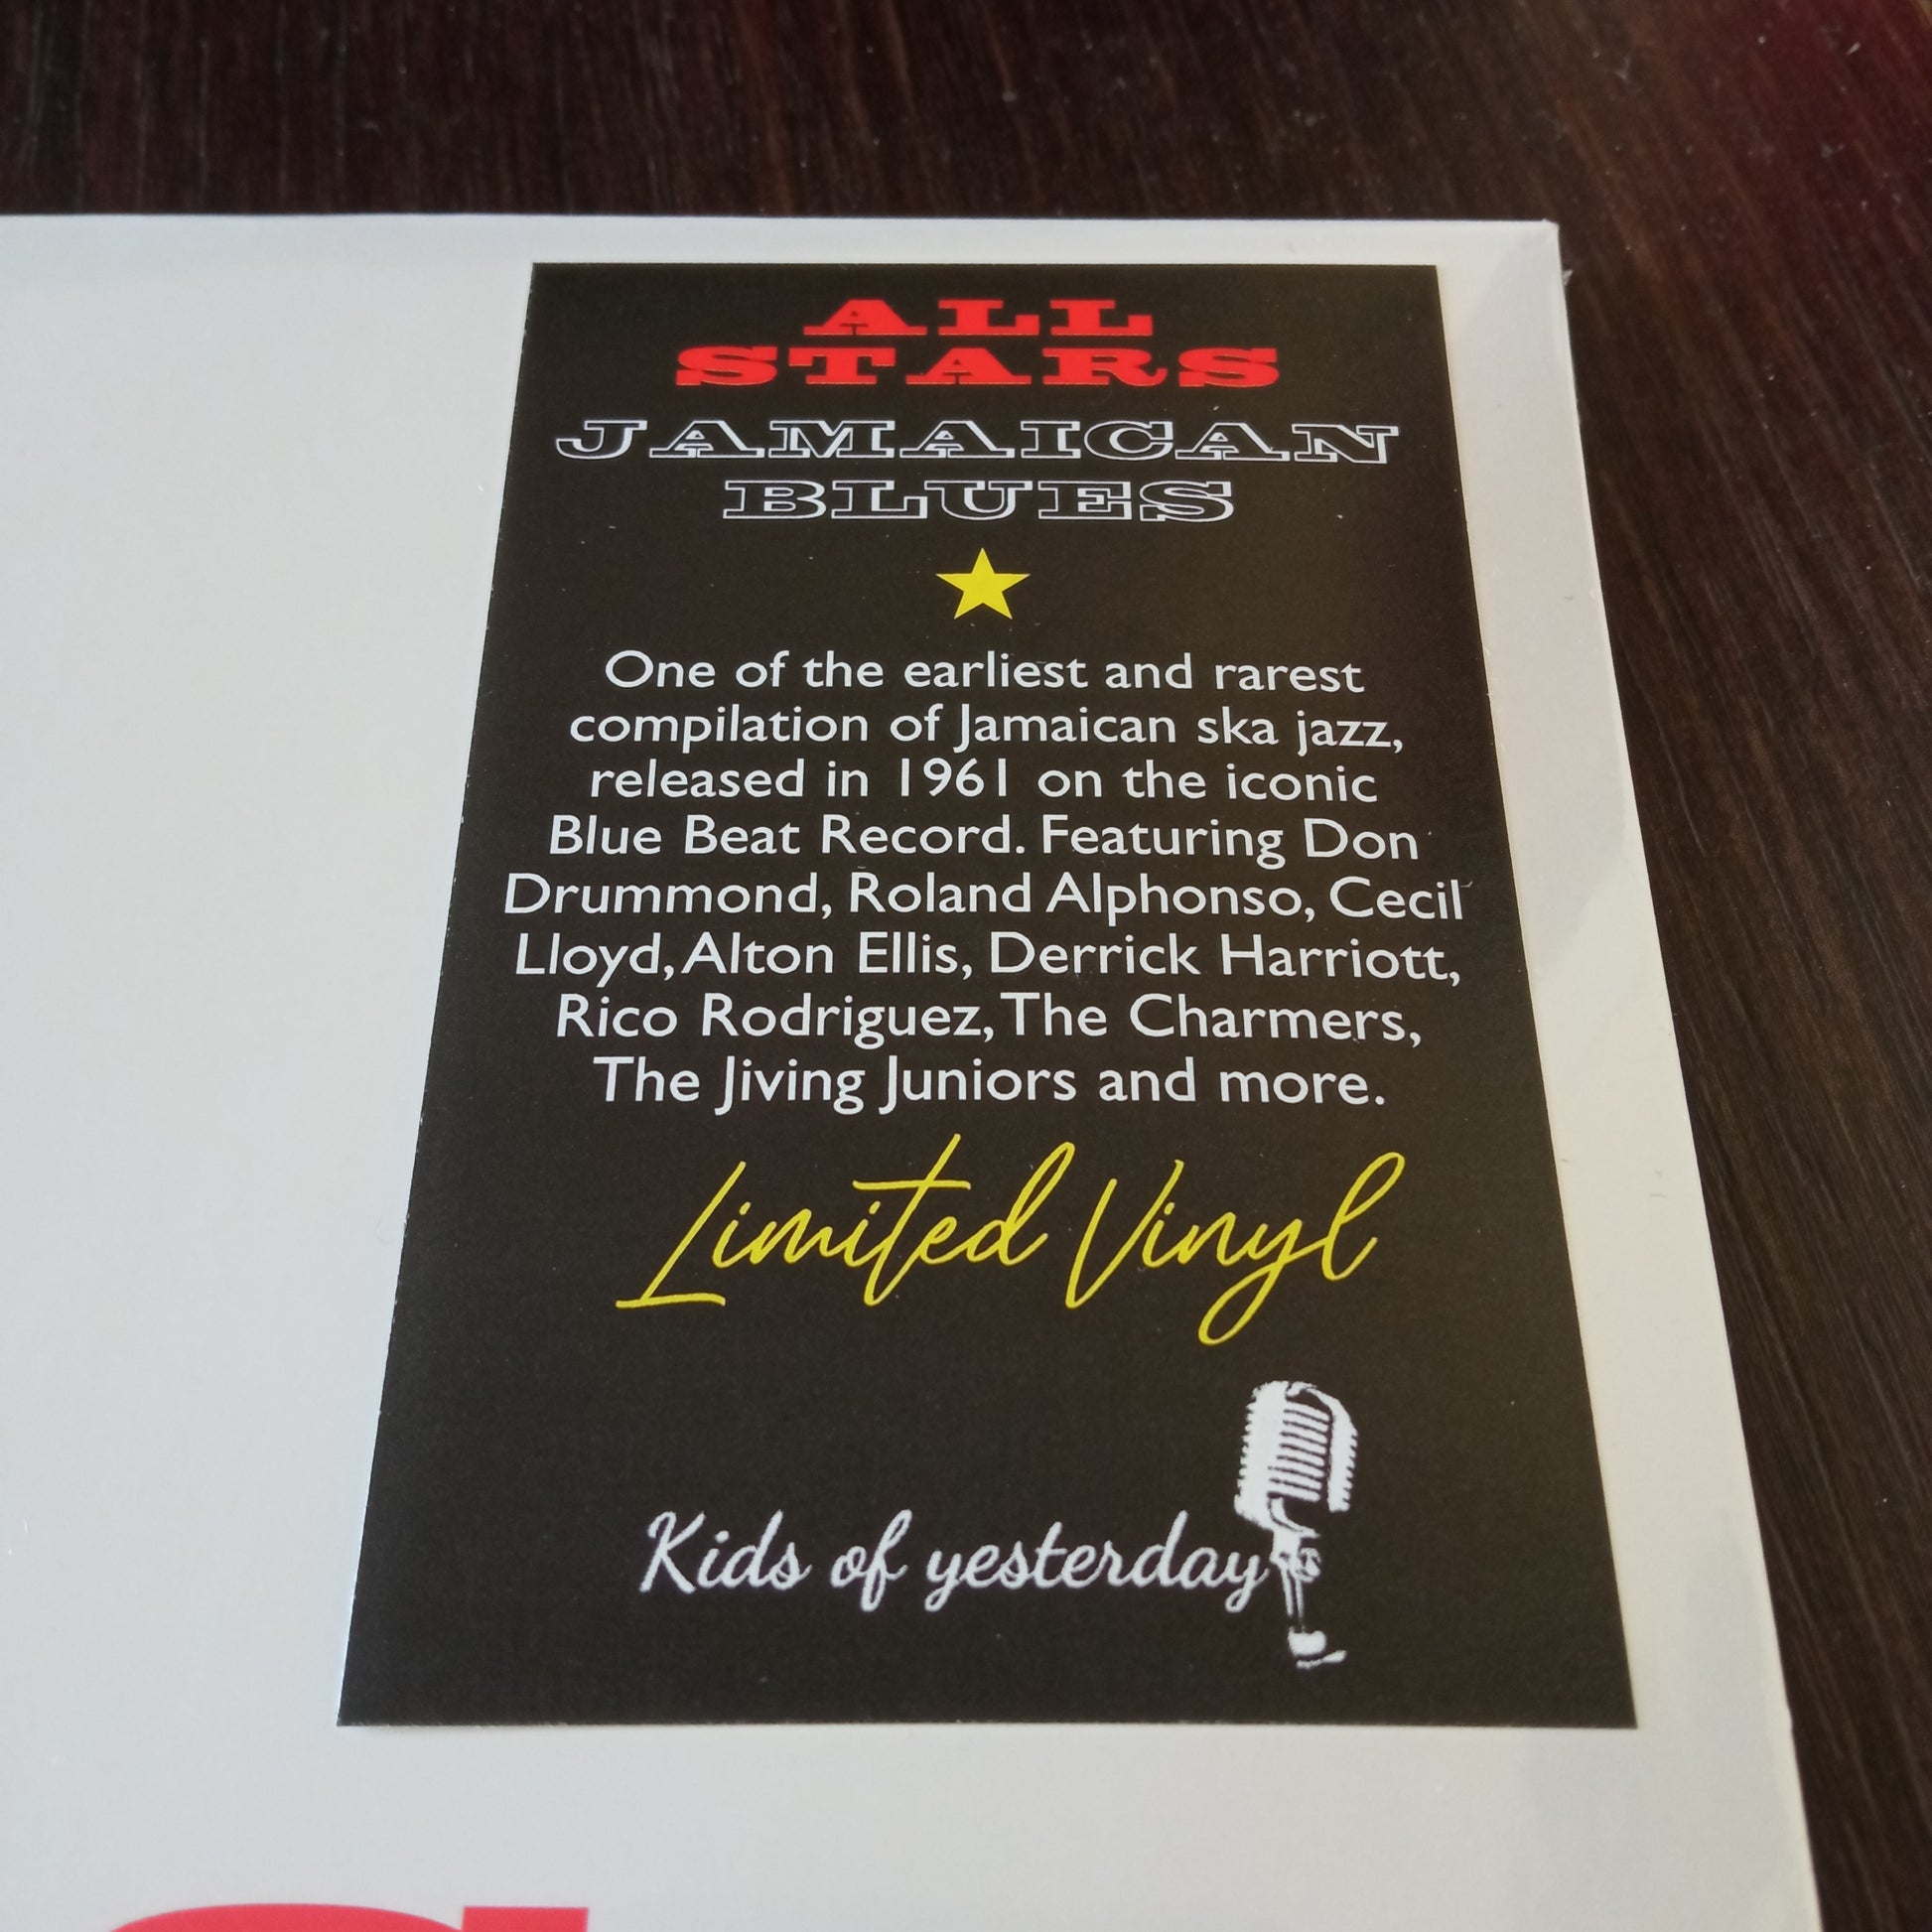 ALL
STARS
JAMAICAN
BLUES
One of the earliest and rarest
compilation of Jamaican ska jazz,
released in 1961 on the iconic
Blue Beat Record. Featuring Don
Drummond, Roland Alphonso, Cecil
Lloyd, Alton Ellis, Derrick Harriott,
Rico Rodriguez, The Charmers,
The Jiving Juniors and more.
Limited Vinyl
Kids of yesterday